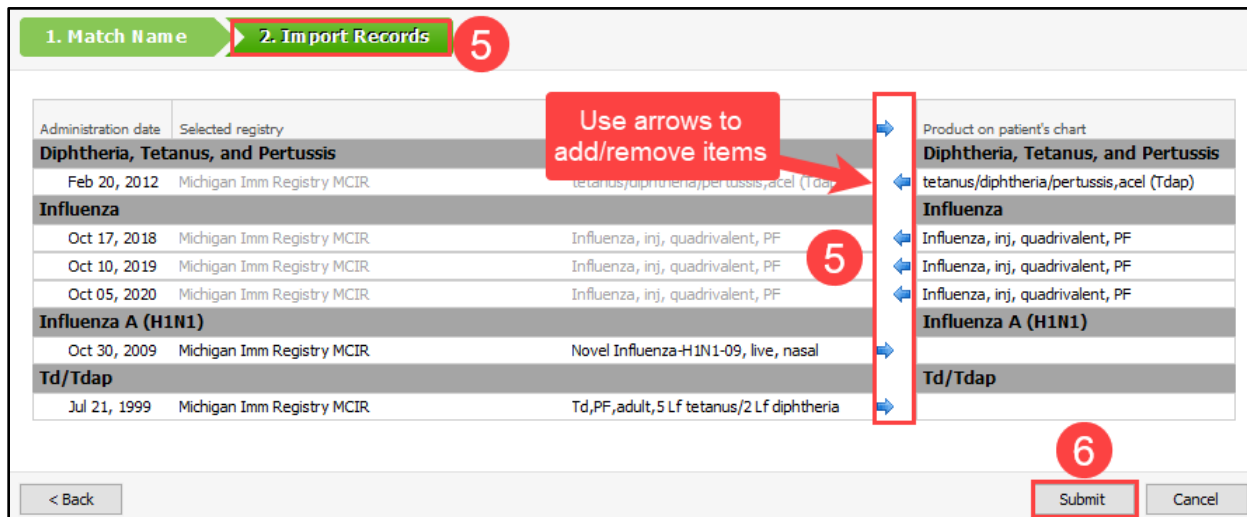 1. Match Name
2. Import Records
5
Use arrows to
add/remove items
Administration date Selected registry Product on patient's chart
Diphtheria, Tetanus, and Pertussis Diphtheria, Tetanus, and Pertussis
Feb 20, 2012 Michigan Imm Registry MCIR tetanus/diphtheria/pertussis,acel (Tdap tetanus/diphtheria/pertussis,acel (Tdap)
Influenza Influenza
Oct 17, 2018 Michigan Imm Registry MCIR Influenza, inj, quadrivalent, PF Influenza, inj, quadrivalent, PF
Oct 10, 2019 Michigan Imm Registry MCIR Influenza, inj, quadrivalent, PF Influenza, inj, quadrivalent, PF
5
Oct 05, 2020 Michigan Imm Registry MCIR Influenza, inj, quadrivalent, PF Influenza, inj, quadrivalent, PF
Influenza A (H1N1) Influenza A (H1N1)
Oct 30, 2009 Michigan Imm Registry MCIR Novel Influenza-H1N1-09, live, nasal
Td/Tdap Td/Tdap
Jul 21, 1999 Michigan Imm Registry MCIR Td,PF,adult,5 Lf tetanus/2 Lf diphtheria
6
< Back Submit Cancel